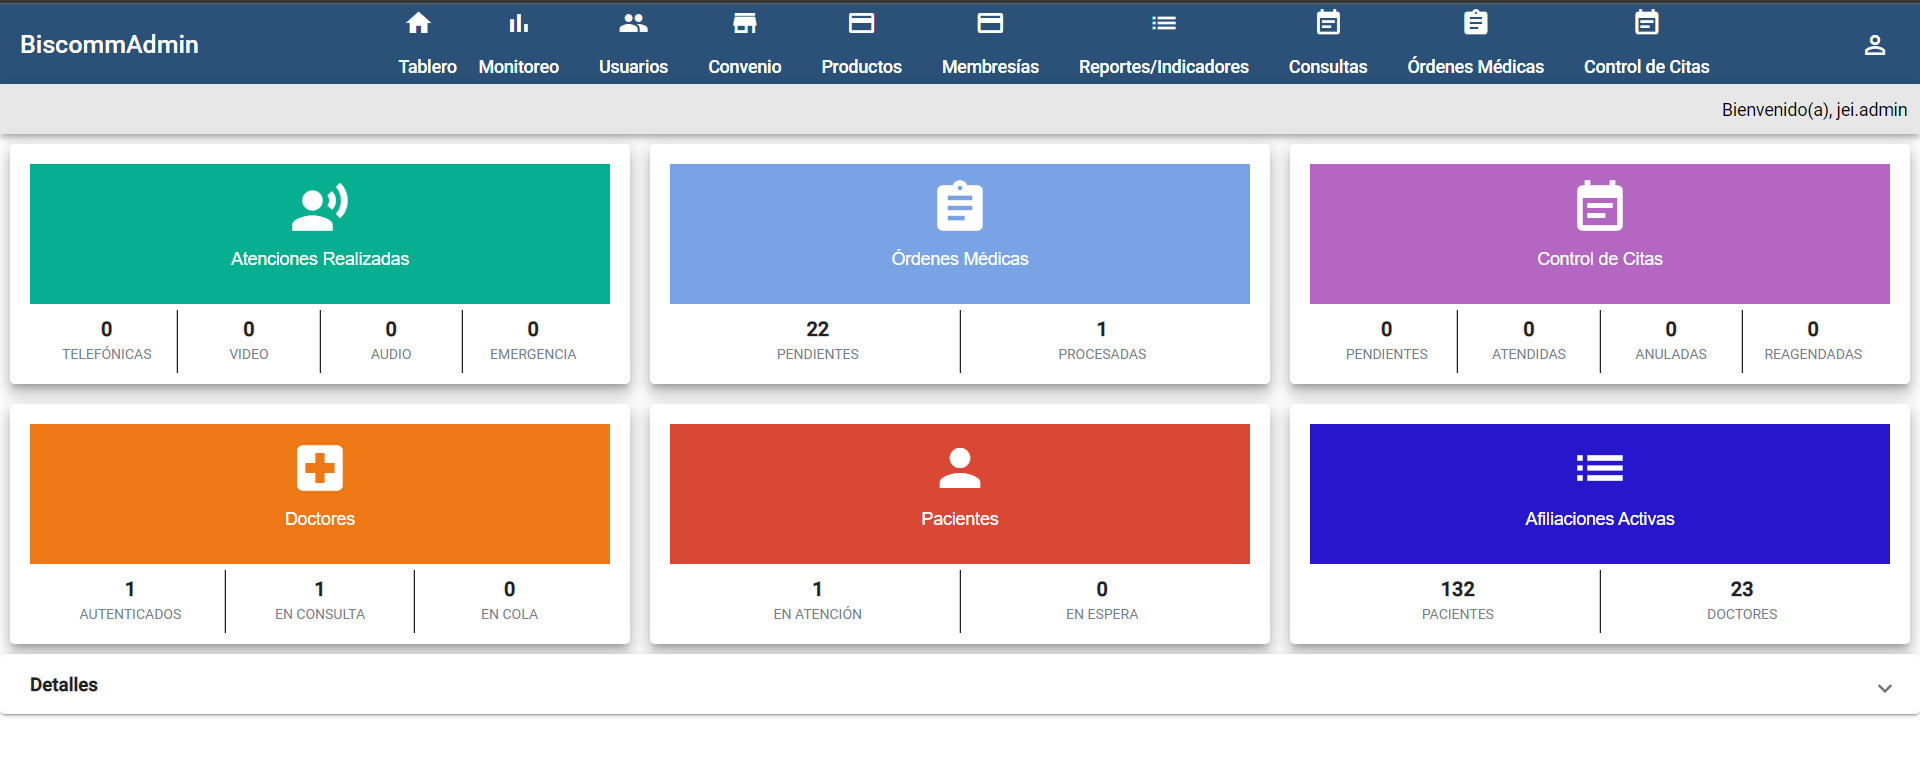 BiscommAdmin
Tablero Monitoreo Usuarios Convenio Productos Membresías Reportes/Indicadores Consultas Órdenes Médicas Control de Citas
Bienvenido(a), jei.admin
Atenciones Realizadas
0 0 0 0
TELEFÓNICAS VIDEO AUDIO EMERGENCIA
Órdenes Médicas
22 1
PENDIENTES PROCESADAS
Control de Citas
0 0 0 0
PENDIENTES ATENDIDAS ANULADAS REAGENDADAS
Doctores
1 1 0
AUTENTICADOS EN CONSULTA EN COLA
Pacientes
1 0
EN ATENCIÓN EN ESPERA
Afiliaciones Activas
132 23
PACIENTES DOCTORES
Detalles